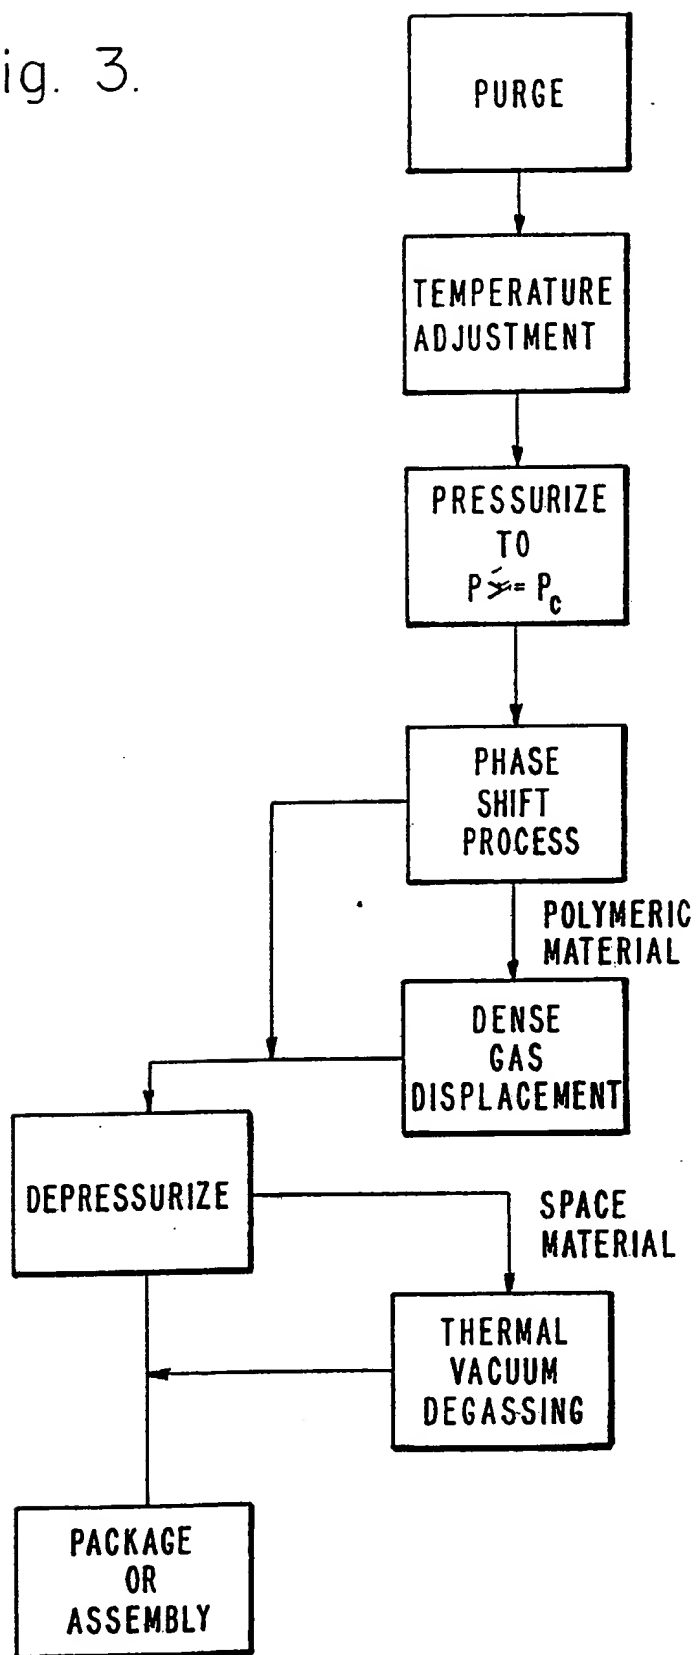 ig. 3.
PURGE
TEMPERATURE
ADJUSTMENT
PRESSURIZE
TO
P >= Pc
PHASE
SHIFT
PROCESS
POLYMERIC
MATERIAL
DENSE
GAS
DISPLACEMENT
DEPRESSURIZE
SPACE
MATERIAL
THERMAL
VACUUM
DEGASSING
PACKAGE
OR
ASSEMBLY